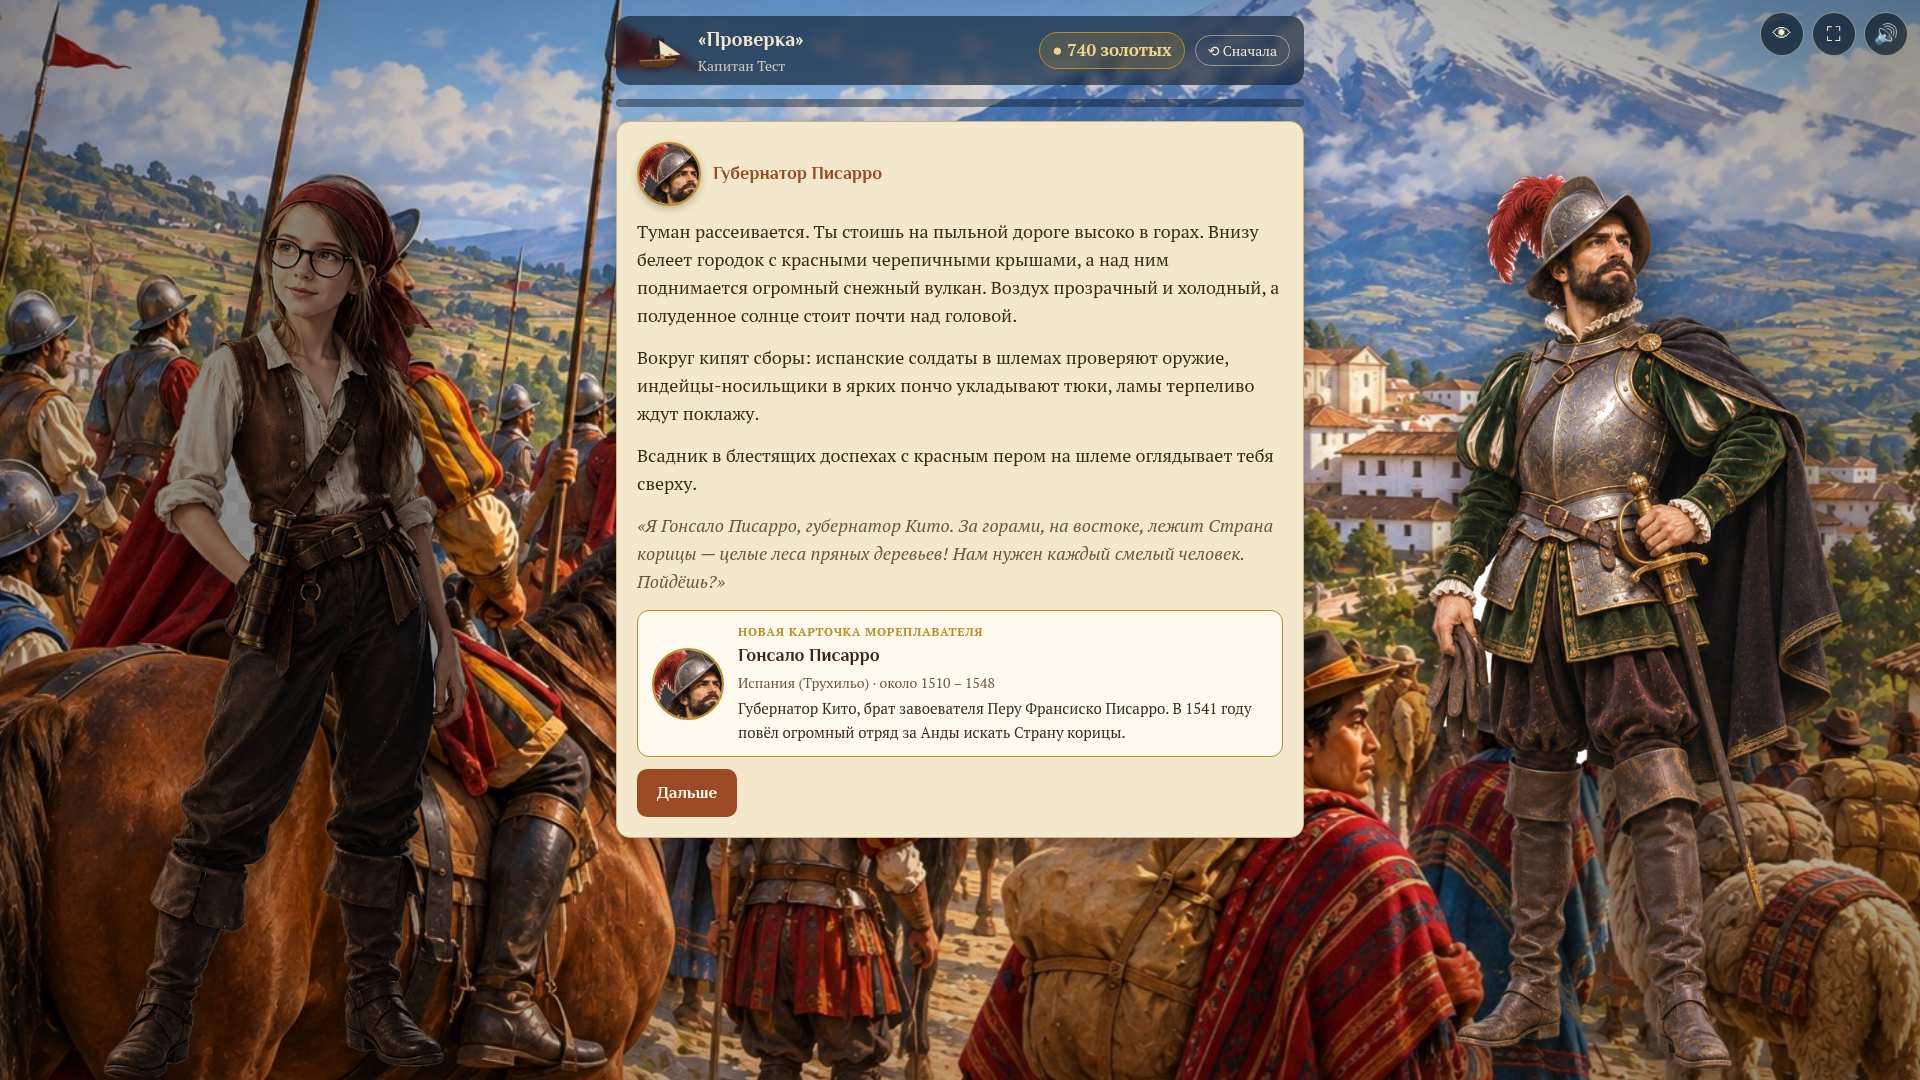 «Проверка»
Капитан Тест
740 золотых
⟲ Сначала
Губернатор Писарро
Туман рассеивается. Ты стоишь на пыльной дороге высоко в горах. Внизу
белеет городок с красными черепичными крышами, а над ним
поднимается огромный снежный вулкан. Воздух прозрачный и холодный, а
полуденное солнце стоит почти над головой.
Вокруг кипят сборы: испанские солдаты в шлемах проверяют оружие,
индейцы-носильщики в ярких пончо укладывают тюки, ламы терпеливо
ждут поклажу.
Всадник в блестящих доспехах с красным пером на шлеме оглядывает тебя
сверху.
«Я Гонсало Писарро, губернатор Кито. За горами, на востоке, лежит Страна
корицы — целые леса пряных деревьев! Нам нужен каждый смелый человек.
Пойдёшь?»
НОВАЯ КАРТОЧКА МОРЕПЛАВАТЕЛЯ
Гонсало Писарро
Испания (Трухильо) · около 1510 – 1548
Губернатор Кито, брат завоевателя Перу Франсиско Писарро. В 1541 году
повёл огромный отряд за Анды искать Страну корицы.
Дальше